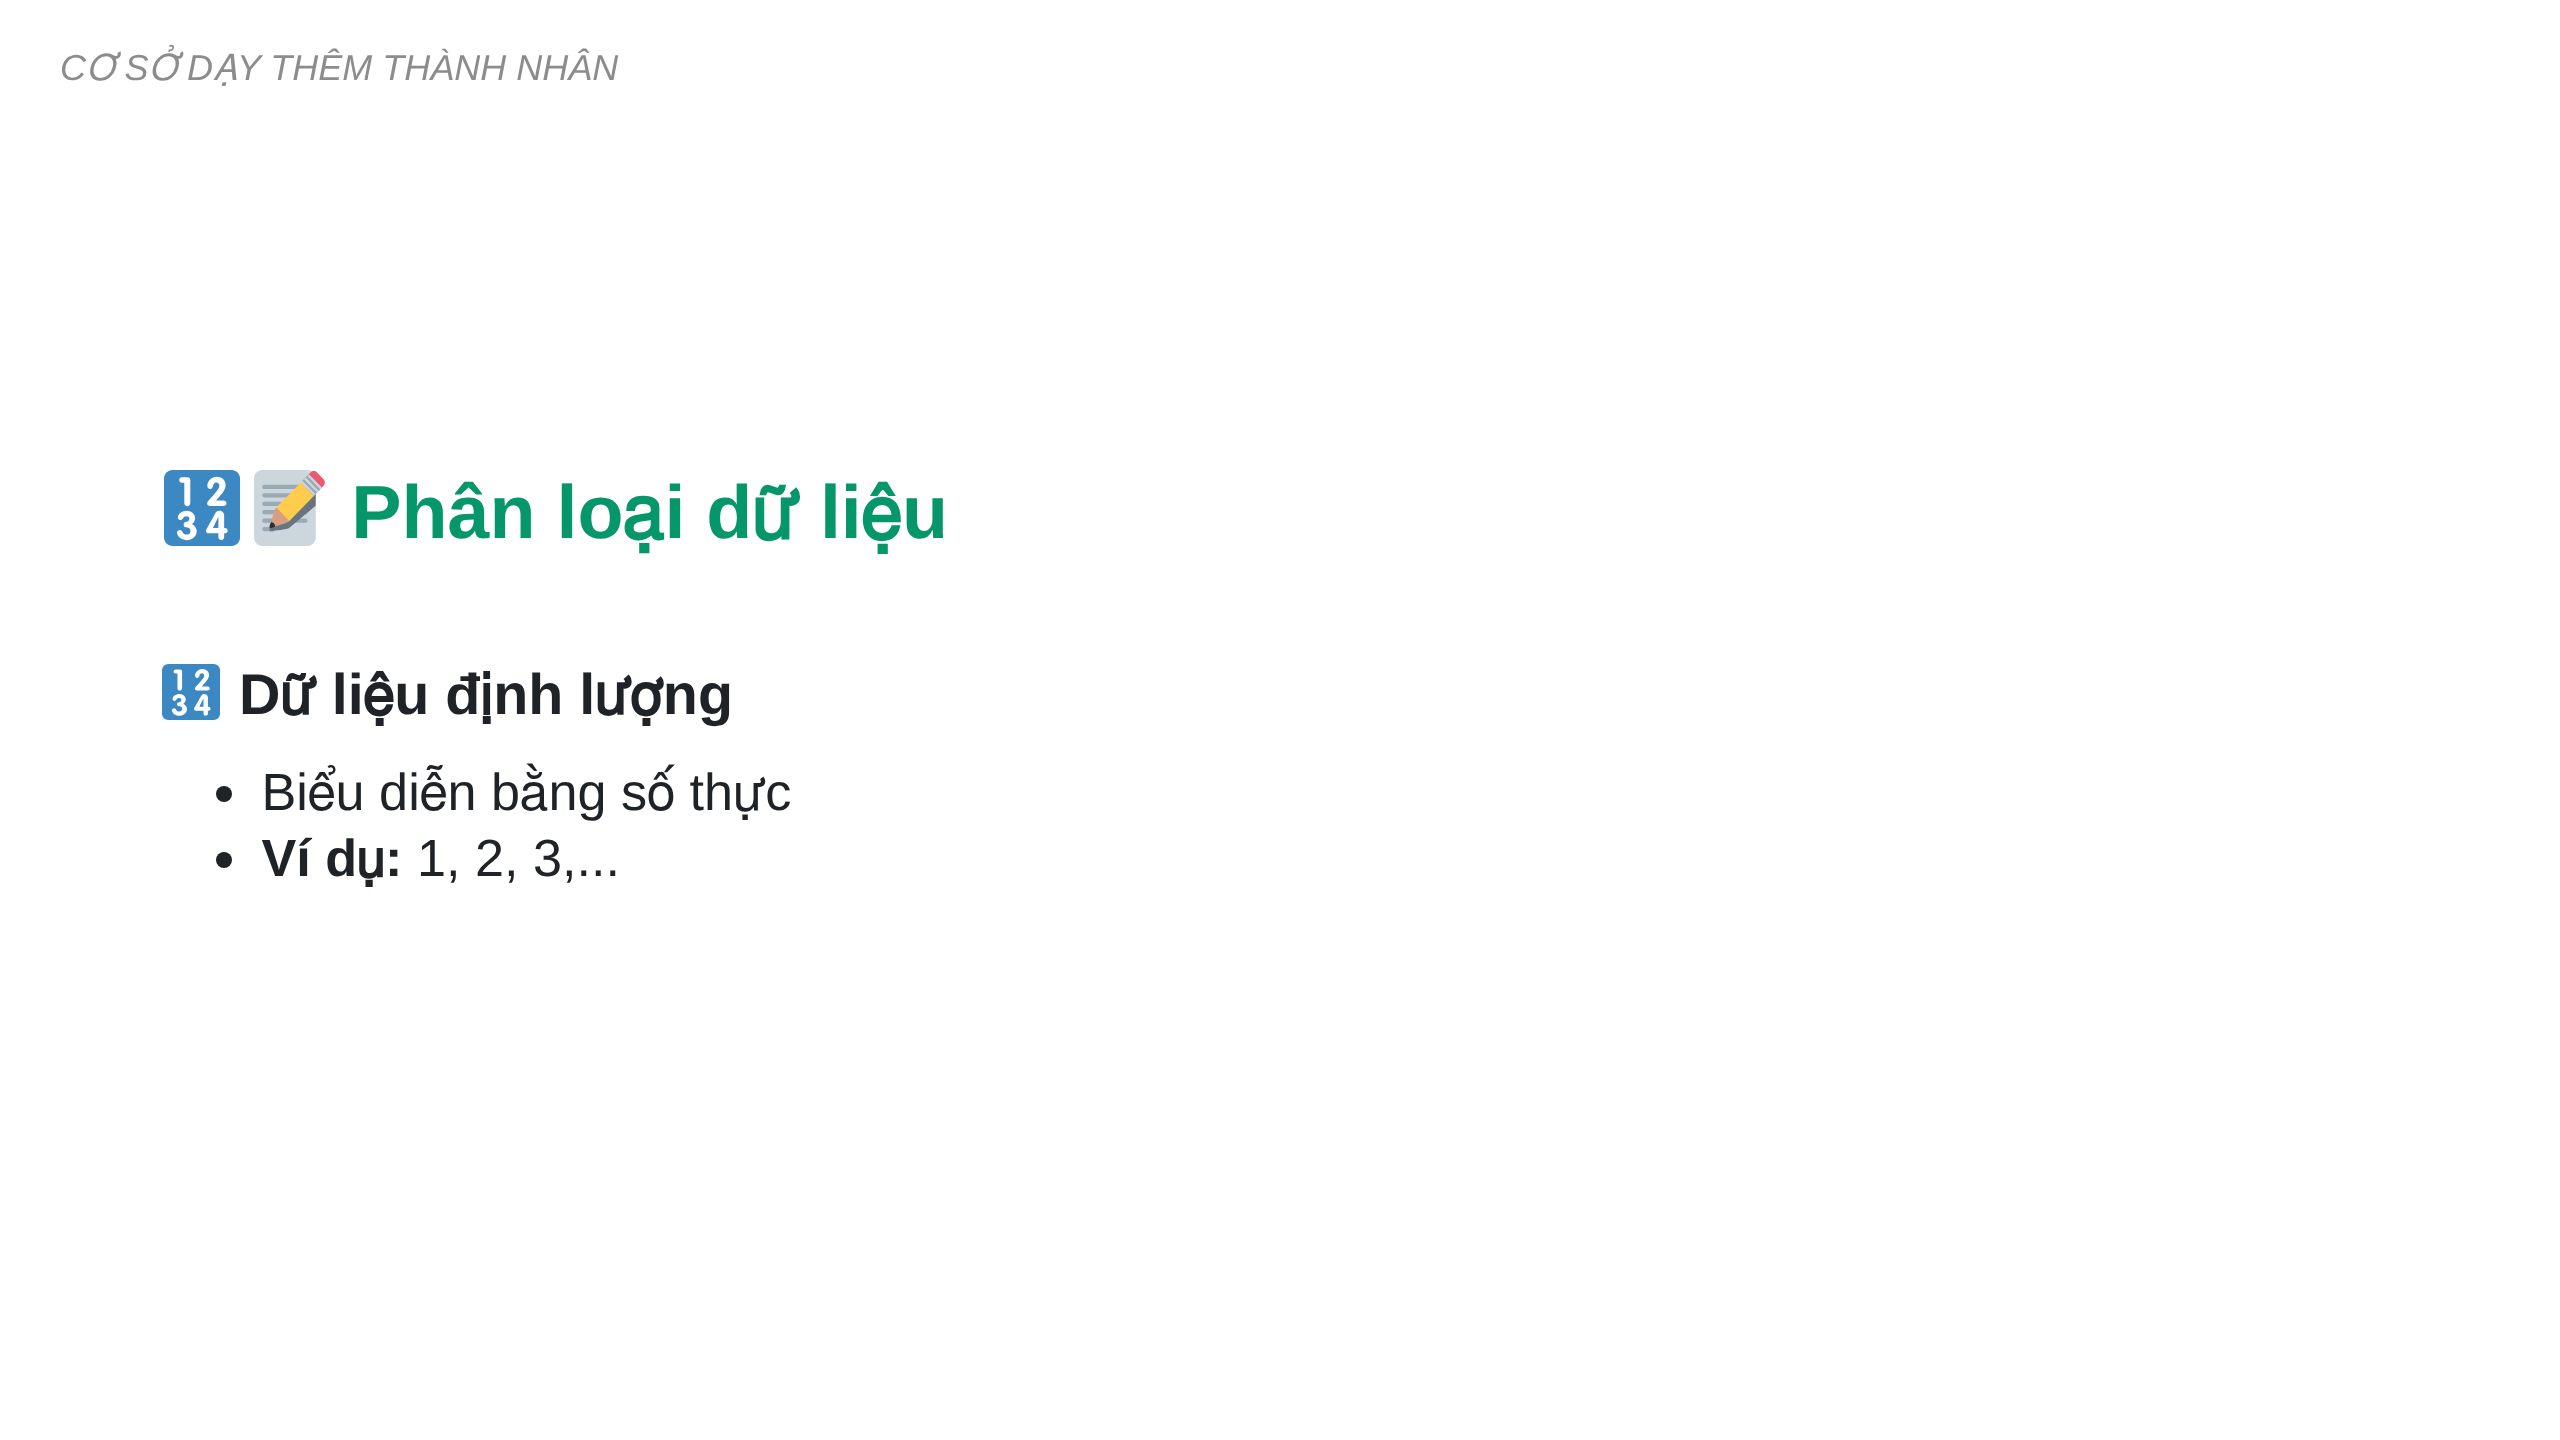 CƠ SỞ DẠY THÊM THÀNH NHÂN
🔢📝 Phân loại dữ liệu
🔢 Dữ liệu định lượng
• Biểu diễn bằng số thực
• Ví dụ: 1, 2, 3,...